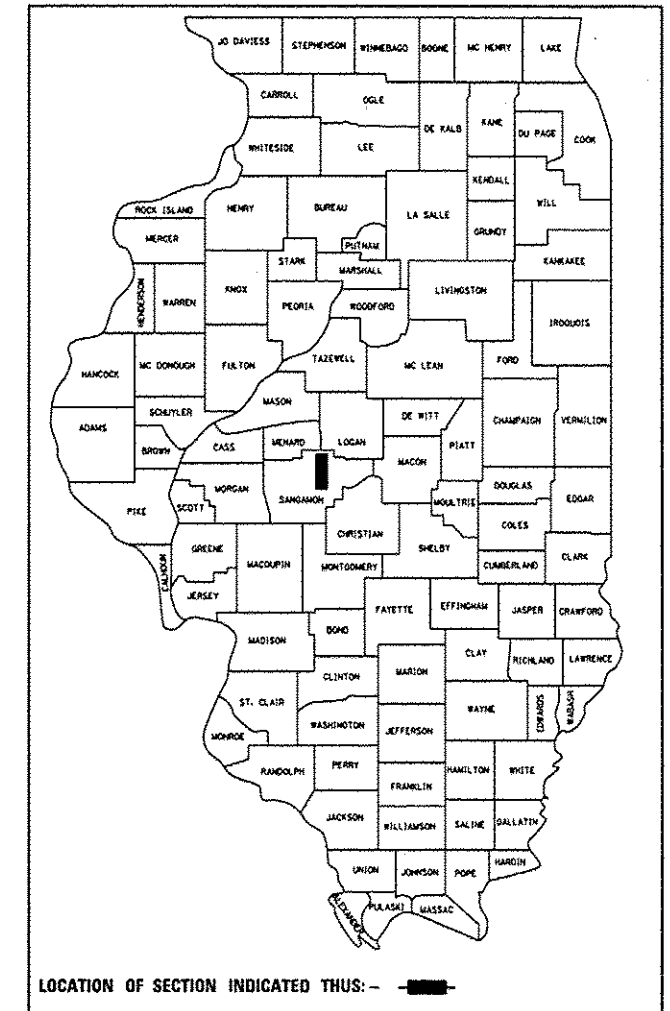 JO DAVIESS STEPHENSON WINNEBAGO BOONE MC HENRY LAKE
CARROLL OGLE DE KALB KANE DU PAGE COOK
WHITESIDE LEE KENDALL WILL
ROCK ISLAND HENRY BUREAU LA SALLE GRUNDY
MERCER PUTNAM KANKAKEE
STARK MARSHALL
HENDERSON WARREN KNOX PEORIA WOODFORD LIVINGSTON IROQUOIS
HANCOCK MC DONOUGH FULTON TAZEWELL MC LEAN FORD
MASON
ADAMS SCHUYLER DE WITT CHAMPAIGN VERMILION
BROWN CASS MENARD LOGAN PIATT
MACON
PIKE SCOTT MORGAN SANGAMON MOULTRIE DOUGLAS EDGAR
CHRISTIAN COLES
CALHOUN GREENE MACOUPIN MONTGOMERY SHELBY CUMBERLAND CLARK
JERSEY FAYETTE EFFINGHAM JASPER CRAWFORD
MADISON BOND
CLINTON MARION CLAY RICHLAND LAWRENCE
ST. CLAIR WASHINGTON JEFFERSON WAYNE EDWARDS WABASH
MONROE
RANDOLPH PERRY FRANKLIN HAMILTON WHITE
JACKSON WILLIAMSON SALINE GALLATIN
UNION JOHNSON POPE HARDIN
ALEXANDER PULASKI MASSAC
LOCATION OF SECTION INDICATED THUS: –